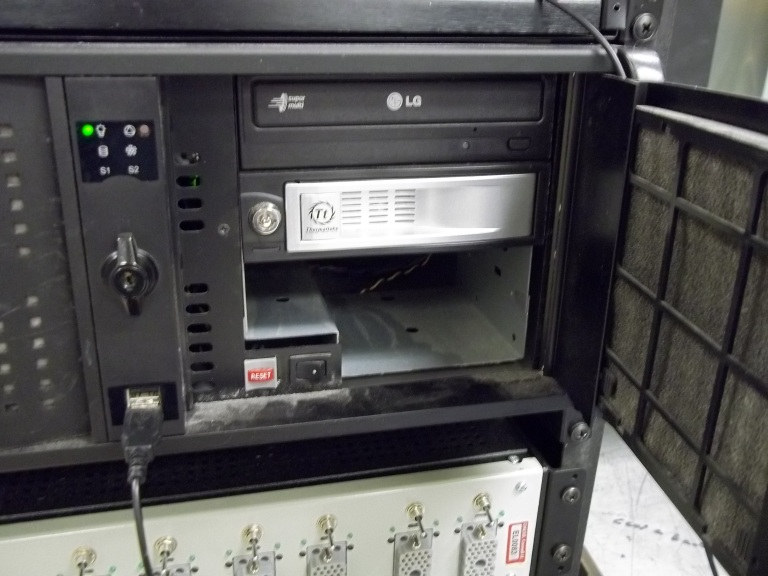 super
multi
LG
S1 S2
Tt
Thermaltake
RESET